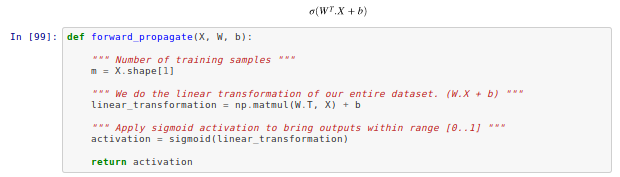 σ(Wᵀ.X + b)
In [99]: def forward_propagate(X, W, b):
""" Number of training samples """
m = X.shape[1]
""" We do the linear transformation of our entire dataset. (W.X + b) """
linear_transformation = np.matmul(W.T, X) + b
""" Apply sigmoid activation to bring outputs within range [0..1] """
activation = sigmoid(linear_transformation)
return activation